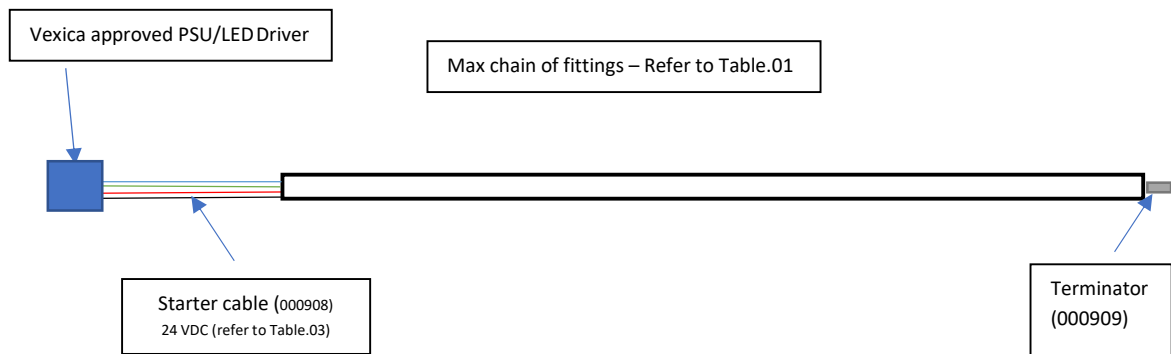 Vexica approved PSU/LED Driver
Max chain of fittings – Refer to Table.01
Starter cable (000908)
24 VDC (refer to Table.03)
Terminator
(000909)